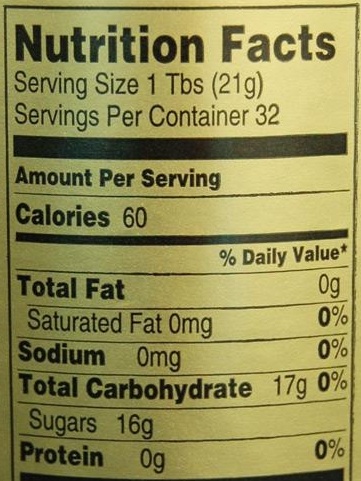 Nutrition Facts
Serving Size 1 Tbs (21g)
Servings Per Container 32
Amount Per Serving
Calories 60
% Daily Value*
Total Fat 0g
Saturated Fat 0mg 0%
Sodium 0mg 0%
Total Carbohydrate 17g 0%
Sugars 16g
Protein 0g 0%